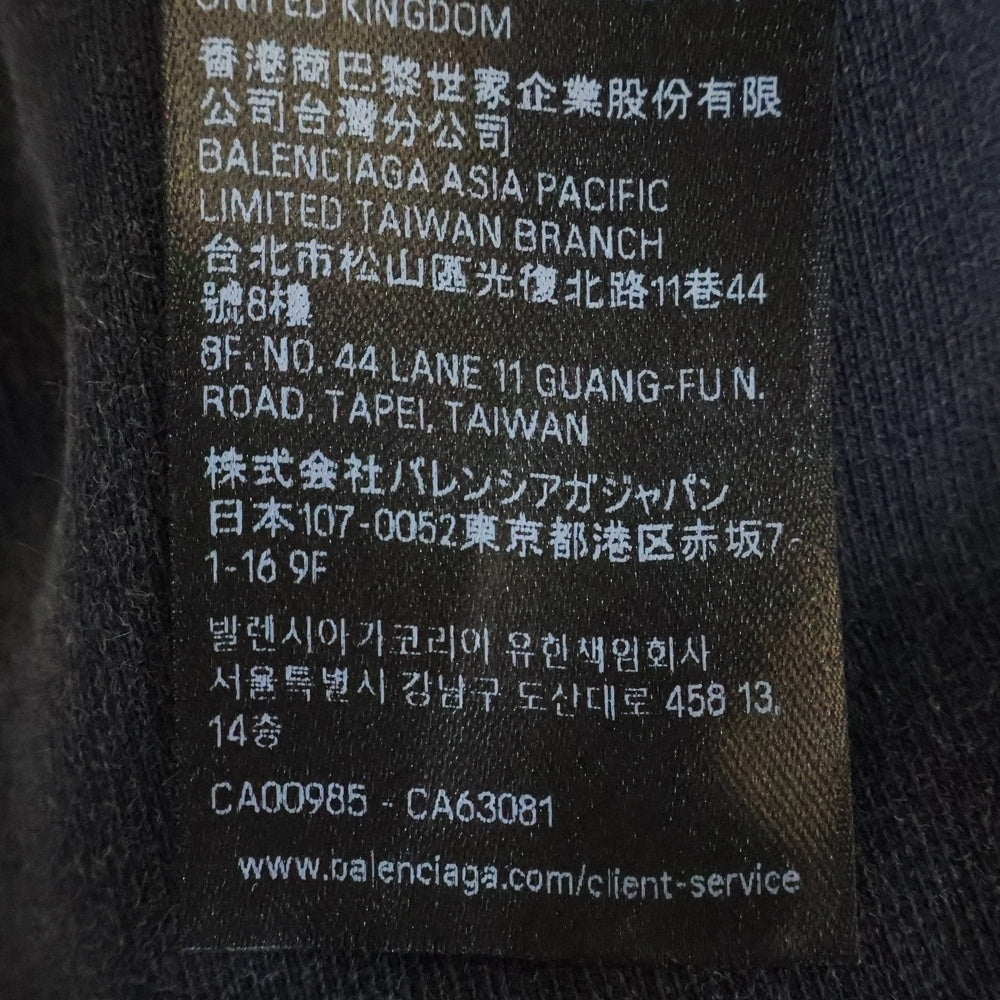 UNITED KINGDOM
香港商巴黎世家企業股份有限
公司台灣分公司
BALENCIAGA ASIA PACIFIC
LIMITED TAIWAN BRANCH
台北市松山區光復北路11巷44
號8樓
8F. NO. 44 LANE 11 GUANG-FU N.
ROAD, TAPEI, TAIWAN
株式会社バレンシアガジャパン
日本107-0052東京都港区赤坂7-
1-16 9F
발렌시아가코리아 유한책임회사
서울특별시 강남구 도산대로 458 13,
14층
CA00985 - CA63081
www.balenciaga.com/client-service